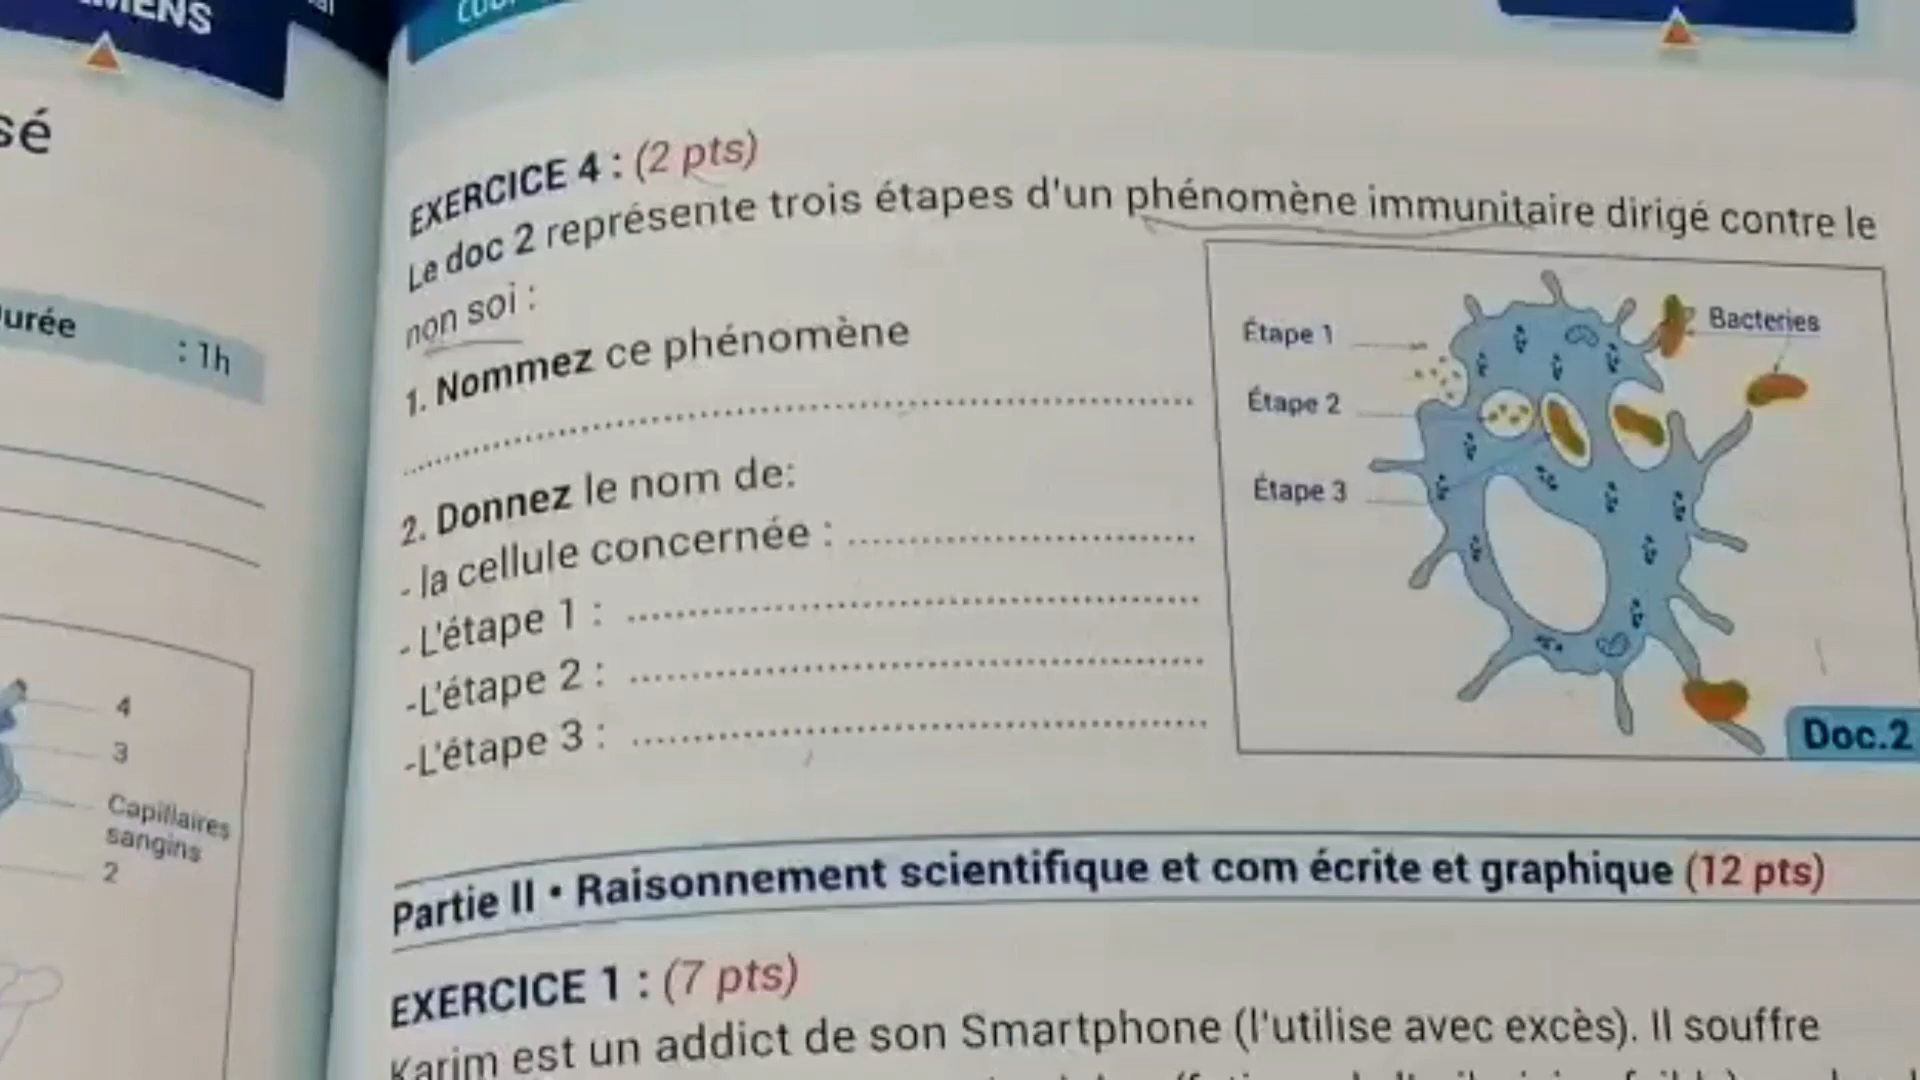 MENS
sé
urée : 1h
4
3
Capillaires
sangins
2
EXERCICE 4 : (2 pts)
Le doc 2 représente trois étapes d'un phénomène immunitaire dirigé contre le
non soi :
1. Nommez ce phénomène
2. Donnez le nom de:
- la cellule concernée :
- L'étape 1 :
-L'étape 2 :
-L'étape 3 :
Étape 1
Étape 2
Étape 3
Bacteries
Doc.2
Partie II • Raisonnement scientifique et com écrite et graphique (12 pts)
EXERCICE 1 : (7 pts)
Karim est un addict de son Smartphone (l'utilise avec excès). Il souffre